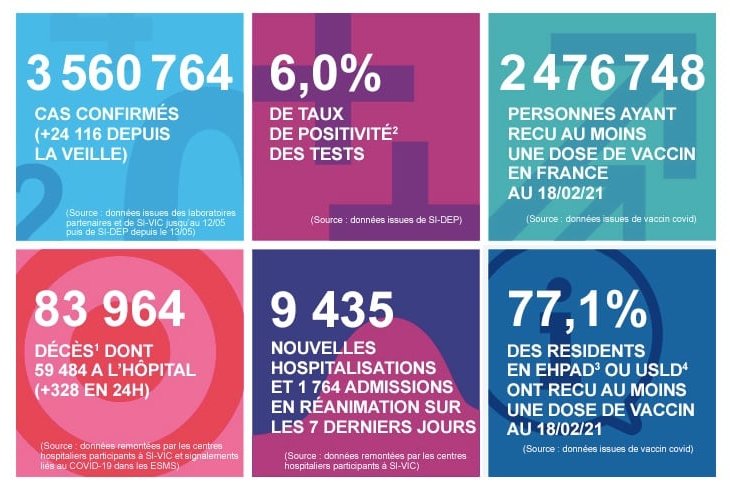 3 560 764
CAS CONFIRMÉS
(+24 116 DEPUIS
LA VEILLE)
(Source : données issues des laboratoires
partenaires et de SI-VIC jusqu'au 12/05
puis de SI-DEP depuis le 13/05)
6,0%
DE TAUX
DE POSITIVITÉ²
DES TESTS
(Source : données issues de SI-DEP)
2 476 748
PERSONNES AYANT
RECU AU MOINS
UNE DOSE DE VACCIN
EN FRANCE
AU 18/02/21
(Source : données issues de vaccin covid)
83 964
DÉCÈS¹ DONT
59 484 A L'HÔPITAL
(+328 EN 24H)
(Source : données remontées par les centres
hospitaliers participants à SI-VIC et signalements
liés au COVID-19 dans les ESMS)
9 435
NOUVELLES
HOSPITALISATIONS
ET 1 764 ADMISSIONS
EN RÉANIMATION SUR
LES 7 DERNIERS JOURS
(Source : données remontées par les centres
hospitaliers participants à SI-VIC)
77,1%
DES RESIDENTS
EN EHPAD³ OU USLD⁴
ONT RECU AU MOINS
UNE DOSE DE VACCIN
AU 18/02/21
(Source : données issues de vaccin covid)